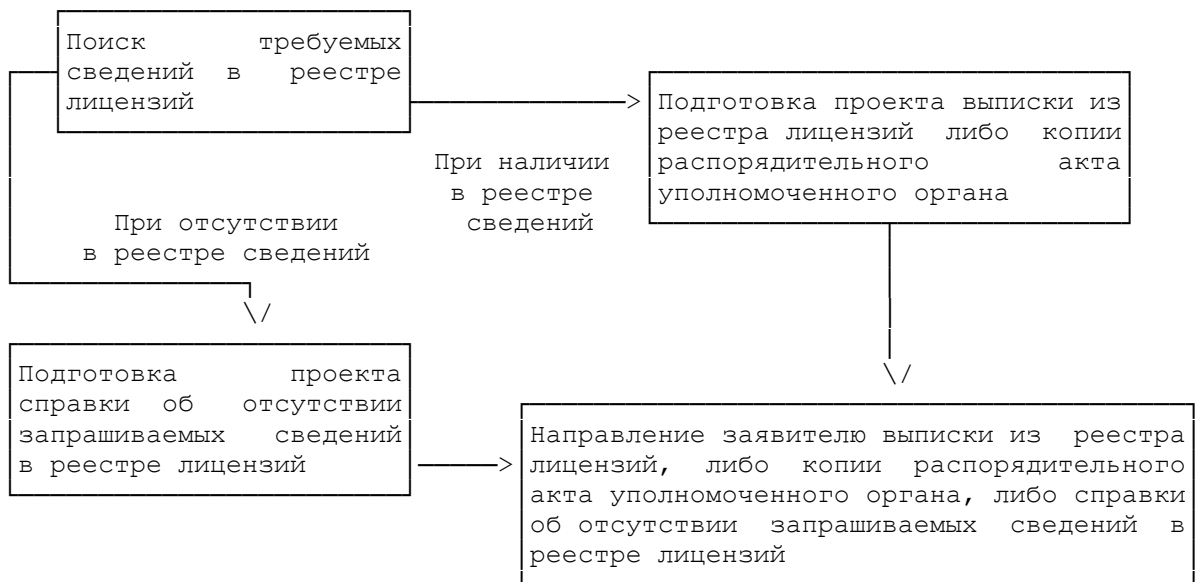 Поиск требуемых
сведений в реестре
лицензий
Подготовка проекта выписки из
реестра лицензий либо копии
распорядительного акта
уполномоченного органа
При наличии
в реестре
сведений
При отсутствии
в реестре сведений
Подготовка проекта
справки об отсутствии
запрашиваемых сведений
в реестре лицензий
Направление заявителю выписки из реестра
лицензий, либо копии распорядительного
акта уполномоченного органа, либо справки
об отсутствии запрашиваемых сведений в
реестре лицензий